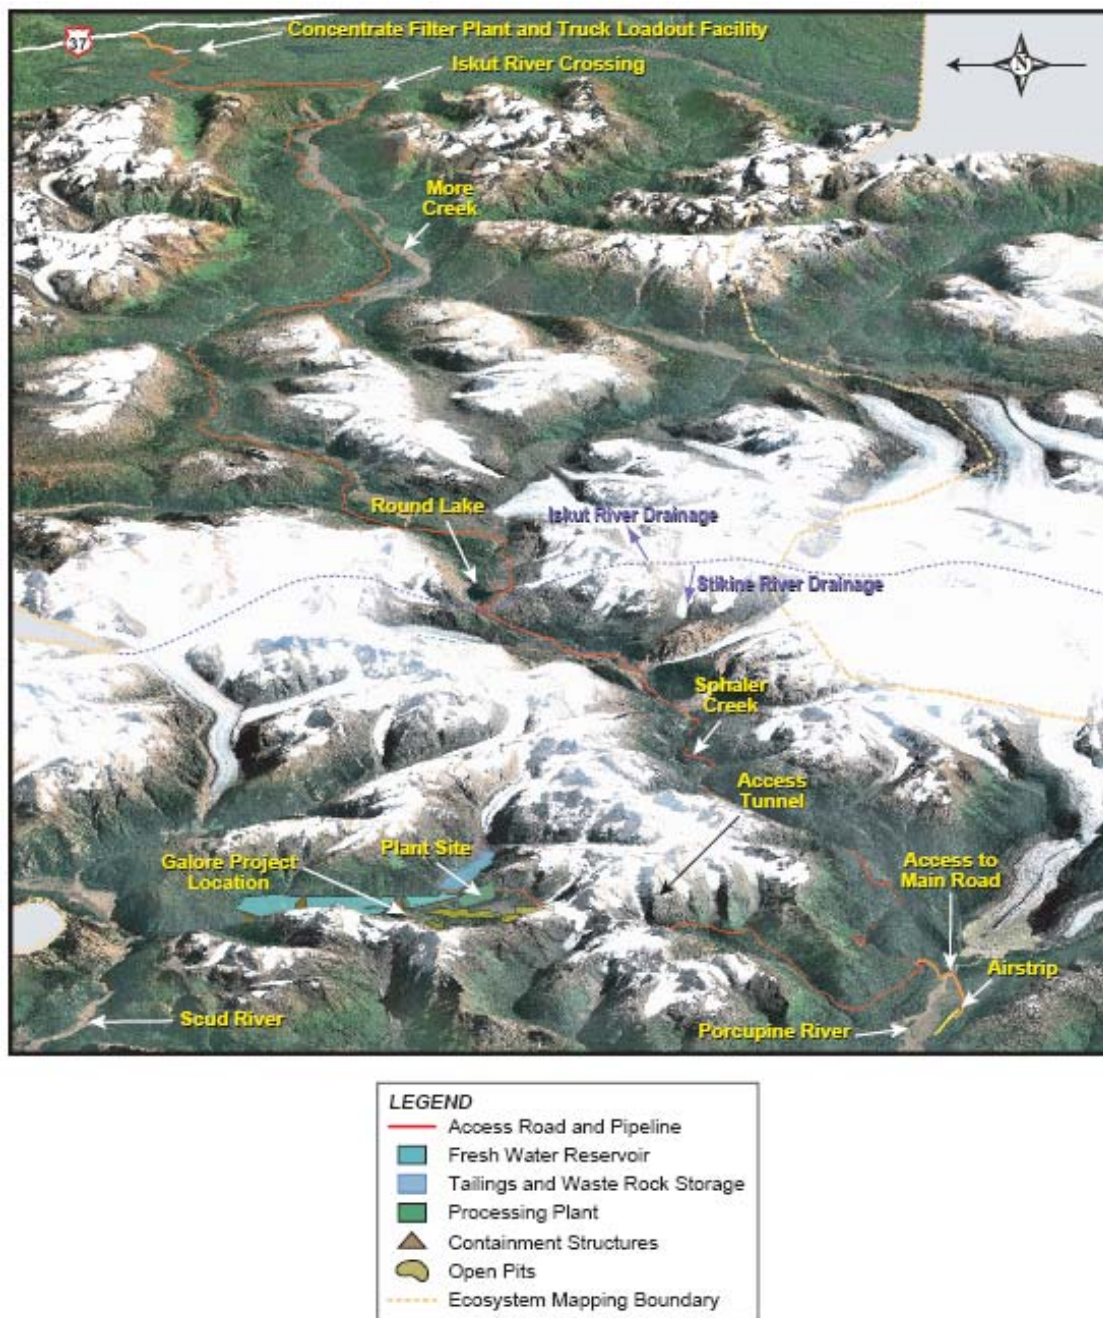 Concentrate Filter Plant and Truck Loadout Facility
37
N
Iskut River Crossing
More
Creek
Round Lake
Iskut River Drainage
Stikine River Drainage
Sphaler
Creek
Access
Tunnel
Plant Site
Galore Project
Location
Access to
Main Road
Airstrip
Scud River
Porcupine River
LEGEND
Access Road and Pipeline
Fresh Water Reservoir
Tailings and Waste Rock Storage
Processing Plant
Containment Structures
Open Pits
Ecosystem Mapping Boundary